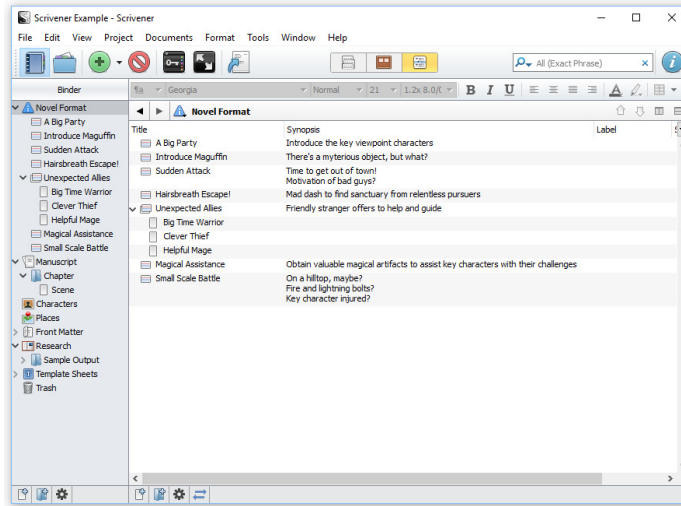 Scrivener Example - Scrivener
File Edit View Project Documents Format Tools Window Help
All (Exact Phrase)
Binder
Georgia Normal 21 1.2x 8.0/( B I U A
Novel Format
A Big Party
Introduce Maguffin
Sudden Attack
Hairsbreath Escape!
Unexpected Allies
Big Time Warrior
Clever Thief
Helpful Mage
Magical Assistance
Small Scale Battle
Manuscript
Chapter
Scene
Characters
Places
Front Matter
Research
Sample Output
Template Sheets
Trash
Novel Format
Title Synopsis Label
A Big Party Introduce the key viewpoint characters
Introduce Maguffin There's a myterious object, but what?
Sudden Attack Time to get out of town!
Motivation of bad guys?
Hairsbreath Escape! Mad dash to find sanctuary from relentless pursuers
Unexpected Allies Friendly stranger offers to help and guide
Big Time Warrior
Clever Thief
Helpful Mage
Magical Assistance Obtain valuable magical artifacts to assist key characters with their challenges
Small Scale Battle On a hilltop, maybe?
Fire and lightning bolts?
Key character injured?